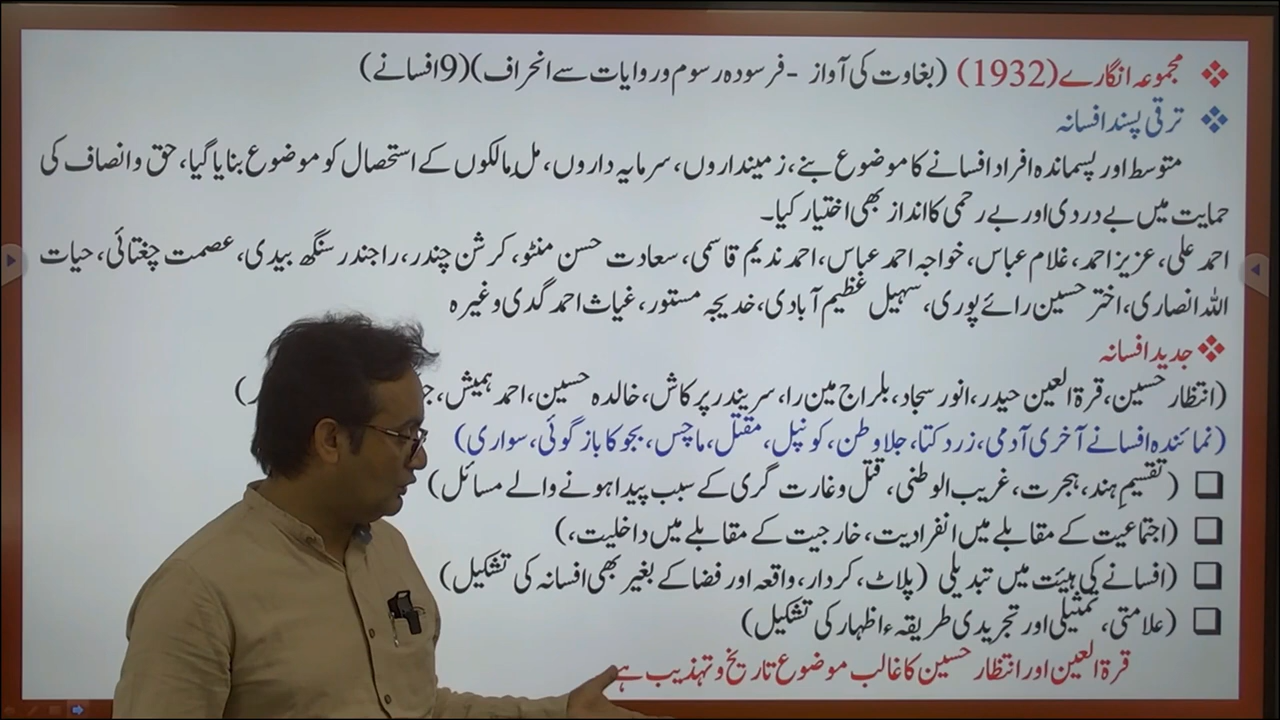 مجموعہ انگارے (1932) (بغاوت کی آواز - فرسودہ رسوم و روایات سے انحراف) (9 افسانے)
ترقی پسند افسانہ
متوسط اور پسماندہ افراد افسانے کا موضوع بنے، زمینداروں، سرمایہ داروں، مل مالکوں کے استحصال کو موضوع بنایا گیا، حق و انصاف کی
حمایت میں بے دردی اور بے رحمی کا انداز بھی اختیار کیا۔
احمد علی، عزیز احمد، غلام عباس، خواجہ احمد عباس، احمد ندیم قاسمی، سعادت حسن منٹو، کرشن چندر، راجندر سنگھ بیدی، عصمت چغتائی، حیات
اللہ انصاری، اختر حسین رائے پوری، سہیل عظیم آبادی، خدیجہ مستور، غیاث احمد گدی وغیرہ
جدید افسانہ
(انتظار حسین، قرۃ العین حیدر، انور سجاد، بلراج مین را، سریندر پرکاش، خالدہ حسین، احمد ہمیش،
(نمائندہ افسانے آخری آدمی، زرد کتا، جلاوطن، کونپل، مقتل، ماچس، بجوکا باز گوئی، سواری)
(تقسیمِ ہند، ہجرت، غریب الوطنی، قتل و غارت گری کے سبب پیدا ہونے والے مسائل)
(اجتماعیت کے مقابلے میں انفرادیت، خارجیت کے مقابلے میں داخلیت،)
(افسانے کی ہیئت میں تبدیلی (پلاٹ، کردار، واقعہ اور فضا کے بغیر بھی افسانہ کی تشکیل)
(علامتی، تمثیلی اور تجریدی طریقہء اظہار کی تشکیل)
قرۃ العین اور انتظار حسین کا غالب موضوع تاریخ و تہذیب ہے